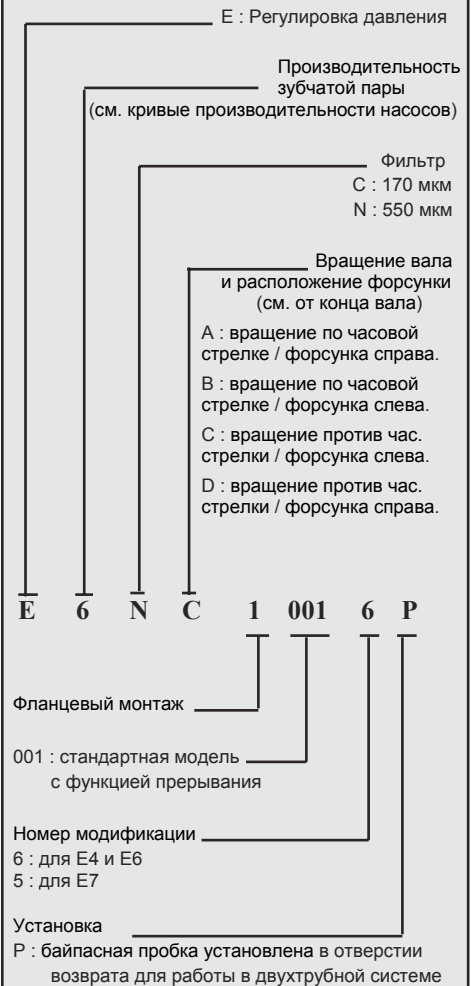 E : Регулировка давления
Производительность
зубчатой пары
(см. кривые производительности насосов)
Фильтр
C : 170 мкм
N : 550 мкм
Вращение вала
и расположение форсунки
(см. от конца вала)
A : вращение по часовой
стрелке / форсунка справа.
B : вращение по часовой
стрелке / форсунка слева.
C : вращение против час.
стрелки / форсунка слева.
D : вращение против час.
стрелки / форсунка справа.
E 6 N C 1 001 6 P
Фланцевый монтаж
001 : стандартная модель
с функцией прерывания
Номер модификации
6 : для E4 и E6
5 : для E7
Установка
P : байпасная пробка установлена в отверстии
возврата для работы в двухтрубной системе